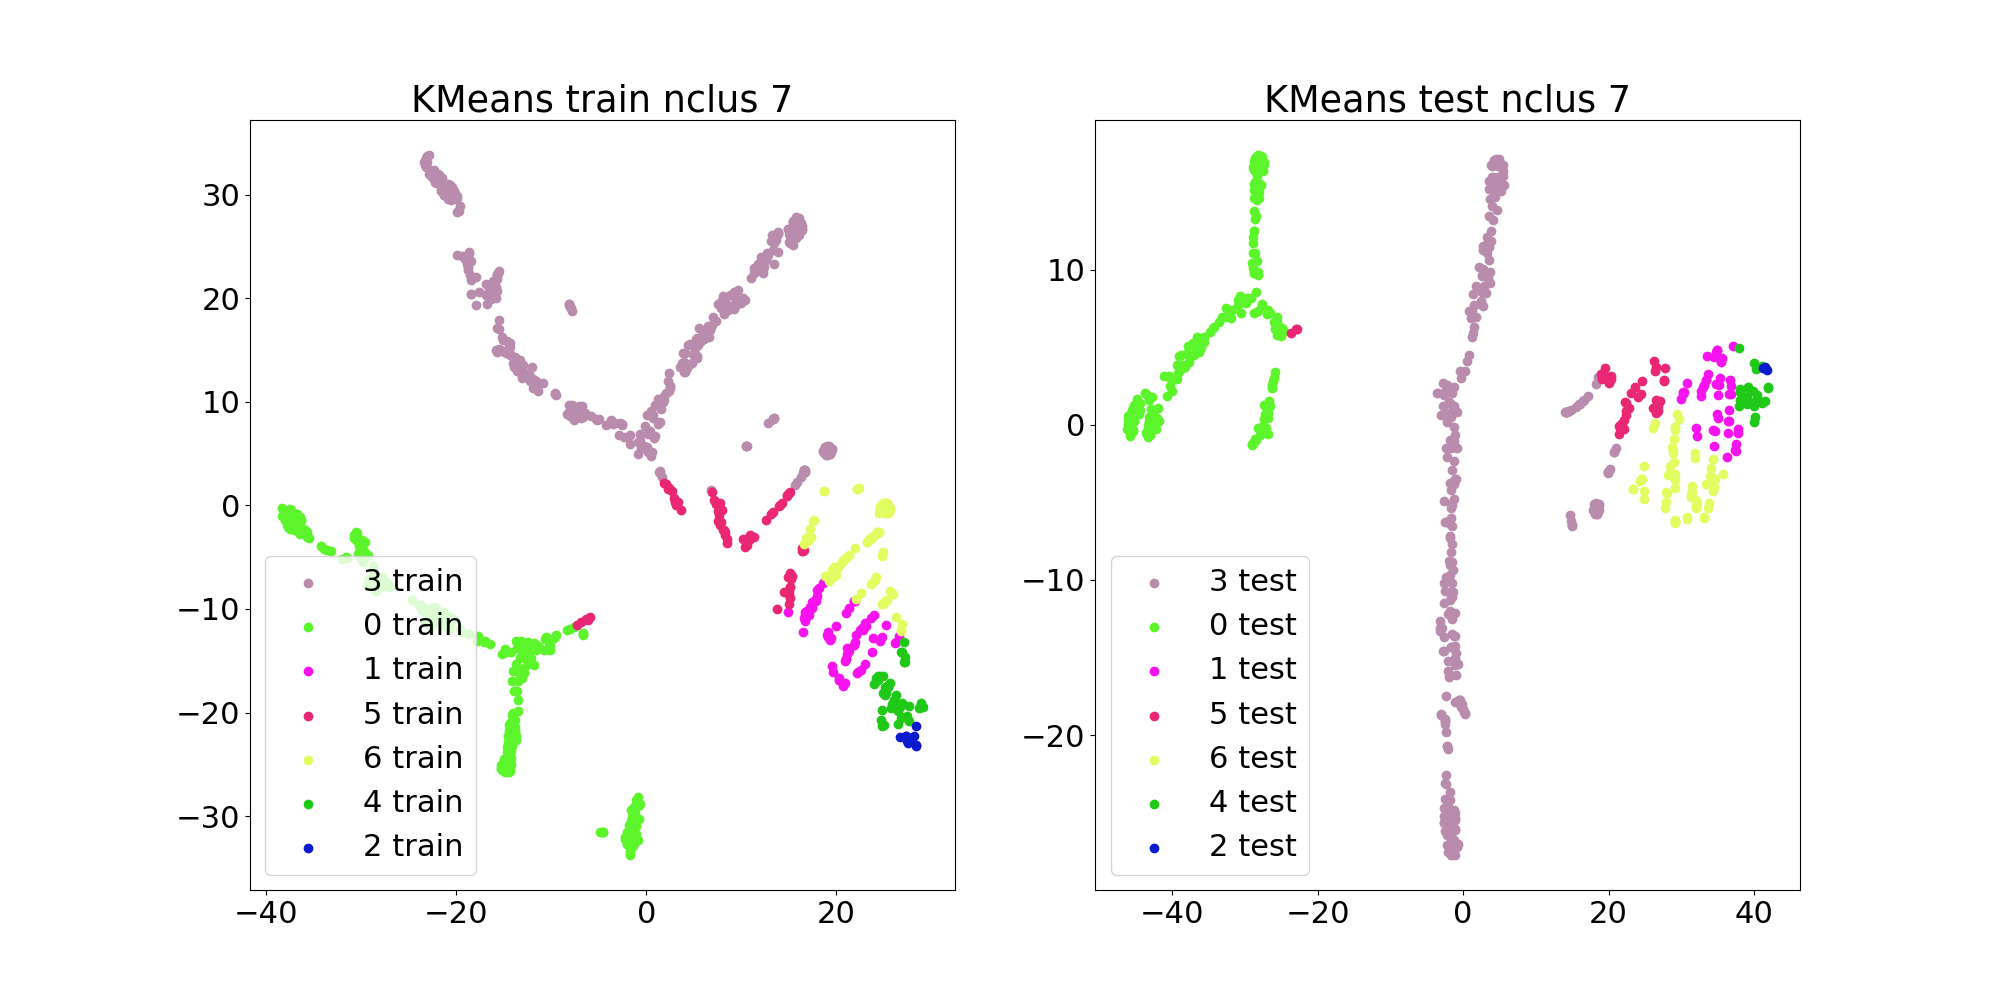 KMeans train nclus 7
30
20
10
0
−10
−20
−30
−40
−20
0
20
3 train
0 train
1 train
5 train
6 train
4 train
2 train
KMeans test nclus 7
10
0
−10
−20
−40
−20
0
20
40
3 test
0 test
1 test
5 test
6 test
4 test
2 test